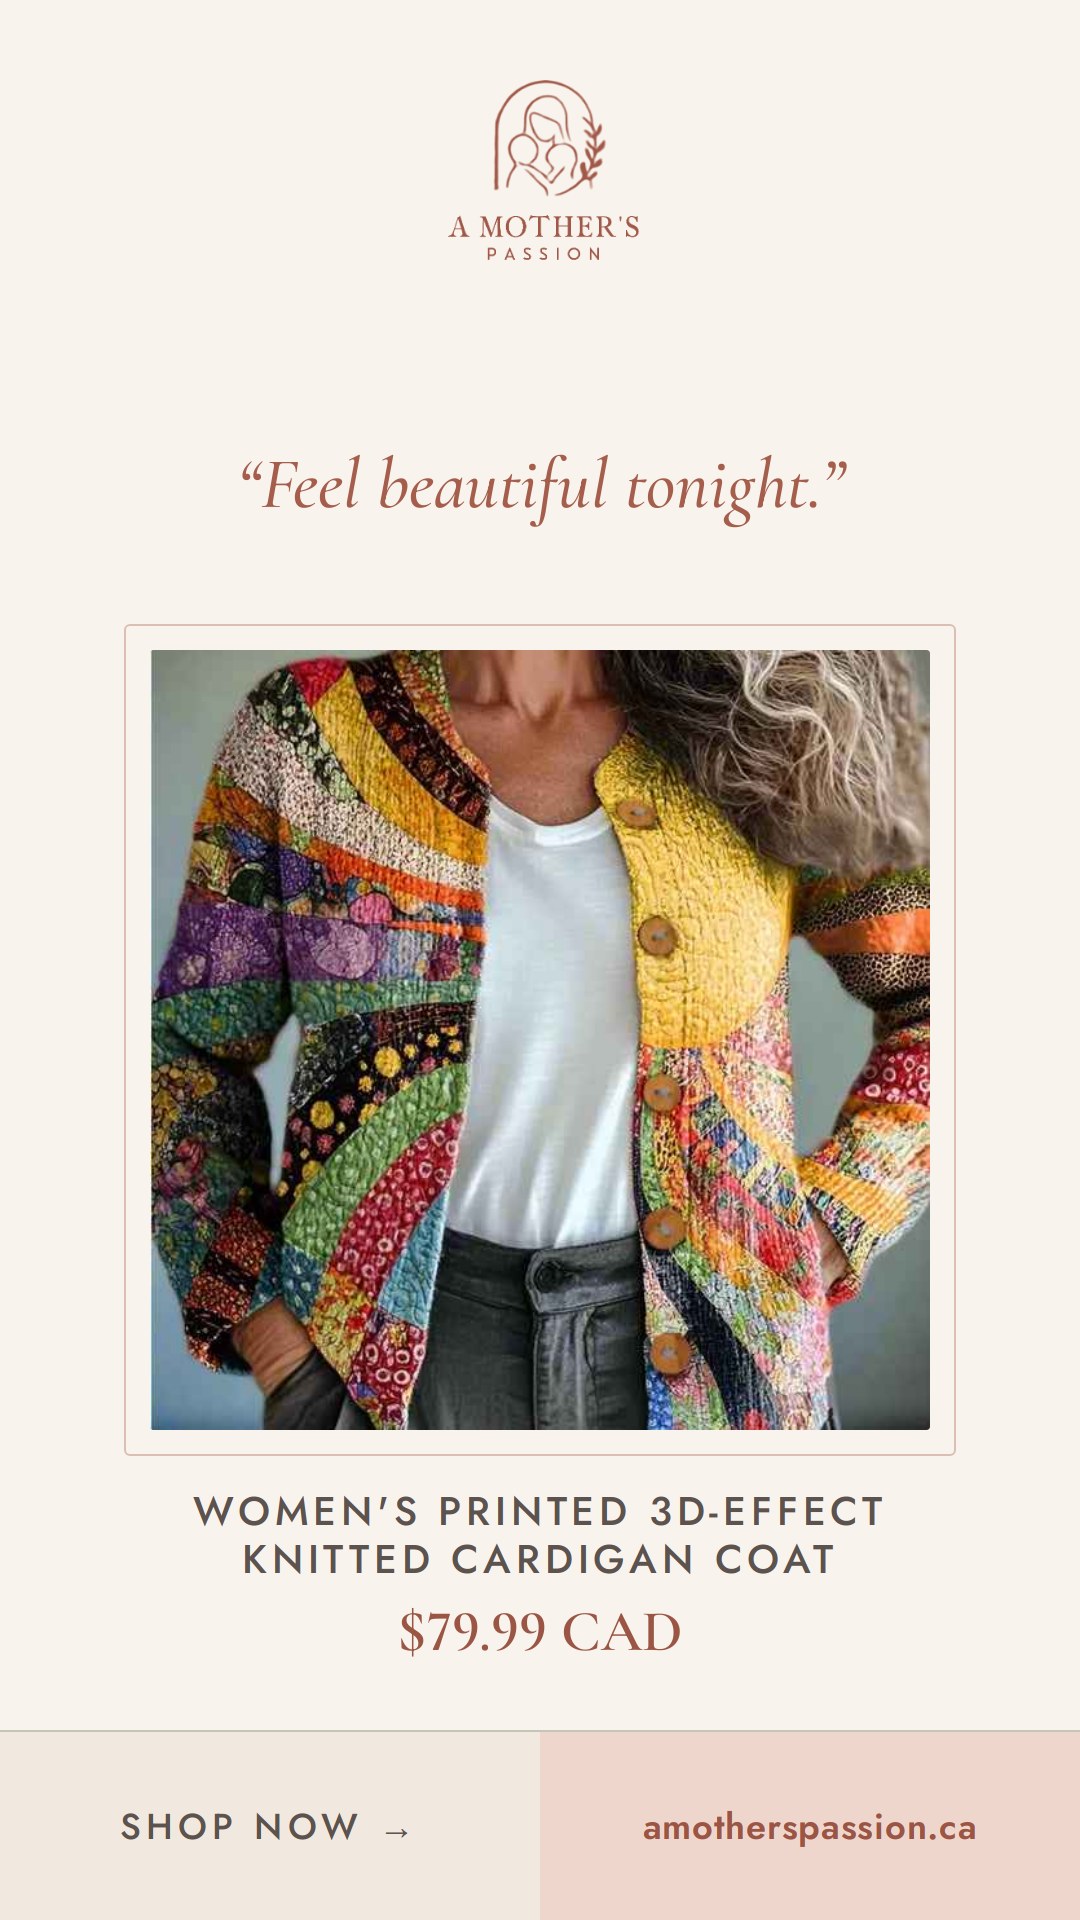 A MOTHER'S
PASSION
“Feel beautiful tonight.”
WOMEN'S PRINTED 3D-EFFECT
KNITTED CARDIGAN COAT
$79.99 CAD
SHOP NOW →
amotherspassion.ca